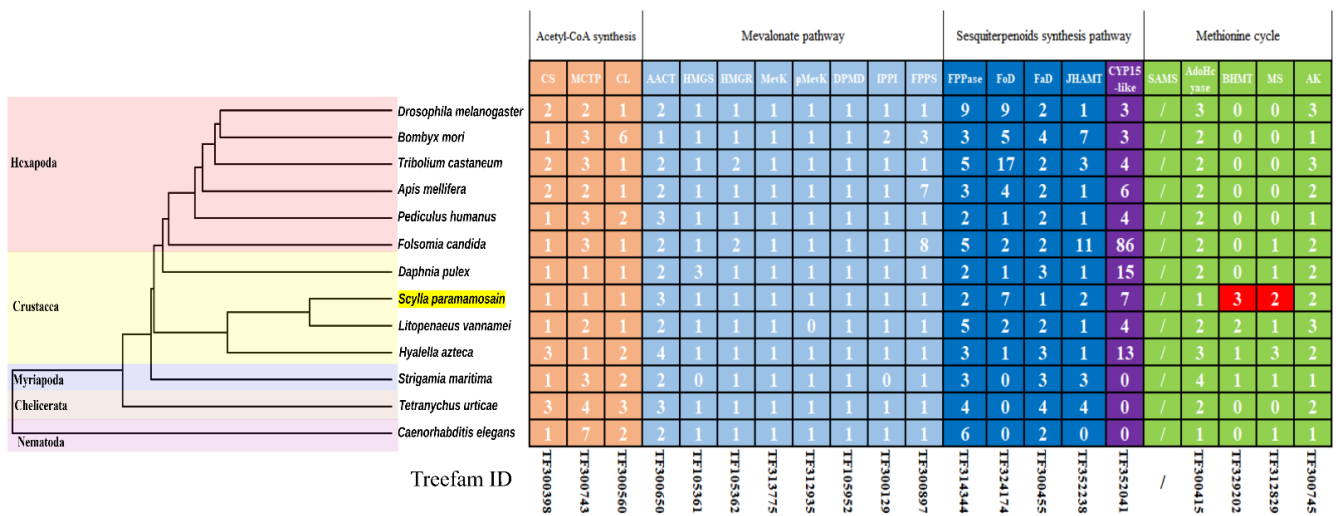 Acetyl-CoA synthesis Mevalonate pathway Sesquiterpenoids synthesis pathway Methionine cycle
CS MCTP CL AACT HMGS HMGR MevK pMevK DPMD IPPI FPPS FPPase FoD FaD JHAMT CYP15-like SAMS AdoHcyase BHMT MS AK
Hexapoda
Drosophila melanogaster 2 2 1 2 1 1 1 1 1 1 1 9 9 2 1 3 / 3 0 0 3
Bombyx mori 1 3 6 1 1 1 1 1 1 2 3 3 5 4 7 3 / 2 0 0 1
Tribolium castaneum 2 3 1 2 1 2 1 1 1 1 1 5 17 2 3 4 / 2 0 0 3
Apis mellifera 2 2 1 2 1 1 1 1 1 1 7 3 4 2 1 6 / 2 0 0 2
Pediculus humanus 1 3 2 3 1 1 1 1 1 1 1 2 1 2 1 4 / 2 0 0 1
Folsomia candida 1 3 1 2 1 2 1 1 1 1 8 5 2 2 11 86 / 2 0 1 2
Crustacca
Daphnia pulex 1 1 1 2 3 1 1 1 1 1 1 2 1 3 1 15 / 2 0 1 2
Scylla paramamosain 1 1 1 3 1 1 1 1 1 1 1 2 7 1 2 7 / 1 3 2 2
Litopenaeus vannamei 1 2 1 2 1 1 1 0 1 1 1 5 2 2 1 4 / 2 2 1 3
Hyalella azteca 3 1 2 4 1 1 1 1 1 1 1 3 1 3 1 13 / 3 1 3 2
Myriapoda
Strigamia maritima 1 3 2 2 0 1 1 1 1 0 1 3 0 3 3 0 / 4 1 1 1
Chelicerata
Tetranychus urticae 3 4 3 3 1 1 1 1 1 1 1 4 0 4 4 0 / 2 0 0 2
Nematoda
Caenorhabditis elegans 1 7 2 2 1 1 1 1 1 1 1 6 0 2 0 0 / 1 0 1 1
Treefam ID TF300398 TF300743 TF300560 TF300650 TF105361 TF105362 TF313775 TF312935 TF105952 TF300129 TF300897 TF314344 TF324174 TF300455 TF352238 TF352041 / TF300415 TF329202 TF312829 TF300745